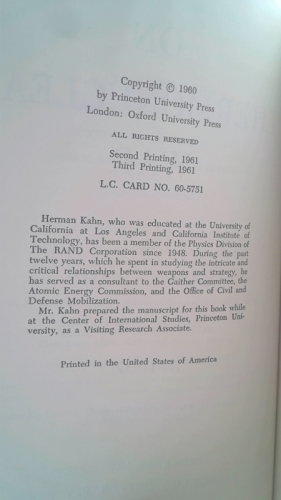 Copyright © 1960
by Princeton University Press
London: Oxford University Press
ALL RIGHTS RESERVED
Second Printing, 1961
Third Printing, 1961
L.C. CARD NO. 60-5751
Herman Kahn, who was educated at the University of
California at Los Angeles and California Institute of
Technology, has been a member of the Physics Division of
The RAND Corporation since 1948. During the past
twelve years, which he spent in studying the intricate and
critical relationships between weapons and strategy, he
has served as a consultant to the Gaither Committee, the
Atomic Energy Commission, and the Office of Civil and
Defense Mobilization.
Mr. Kahn prepared the manuscript for this book while
at the Center of International Studies, Princeton Uni-
versity, as a Visiting Research Associate.
Printed in the United States of America